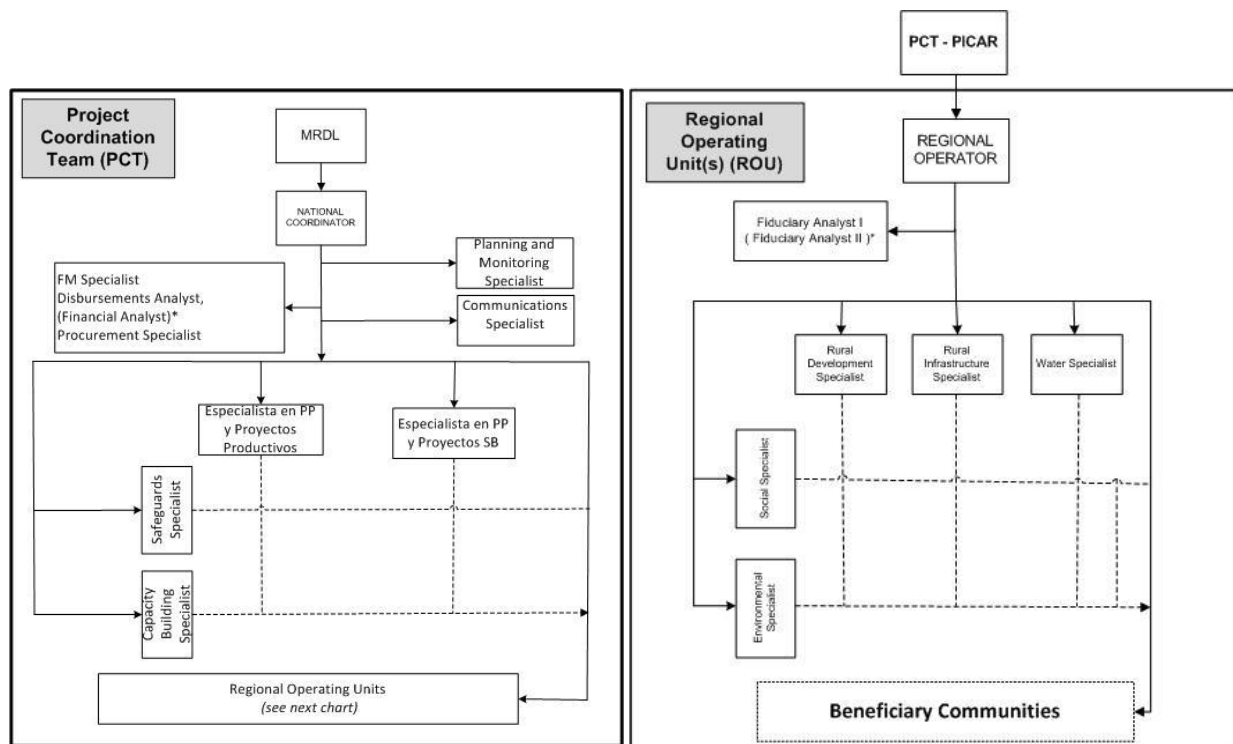 Project
Coordination
Team (PCT)
MRDL
NATIONAL
COORDINATOR
Planning and
Monitoring
Specialist
FM Specialist
Disbursements Analyst,
(Financial Analyst)*
Procurement Specialist
Communications
Specialist
Especialista en PP
y Proyectos
Productivos
Especialista en PP
y Proyectos SB
Safeguards
Specialist
Capacity
Building
Specialist
Regional Operating Units
(see next chart)
PCT - PICAR
Regional
Operating
Unit(s) (ROU)
REGIONAL
OPERATOR
Fiduciary Analyst I
( Fiduciary Analyst II )*
Rural
Development
Specialist
Rural
Infrastructure
Specialist
Water Specialist
Social Specialist
Environmental
Specialist
Beneficiary Communities